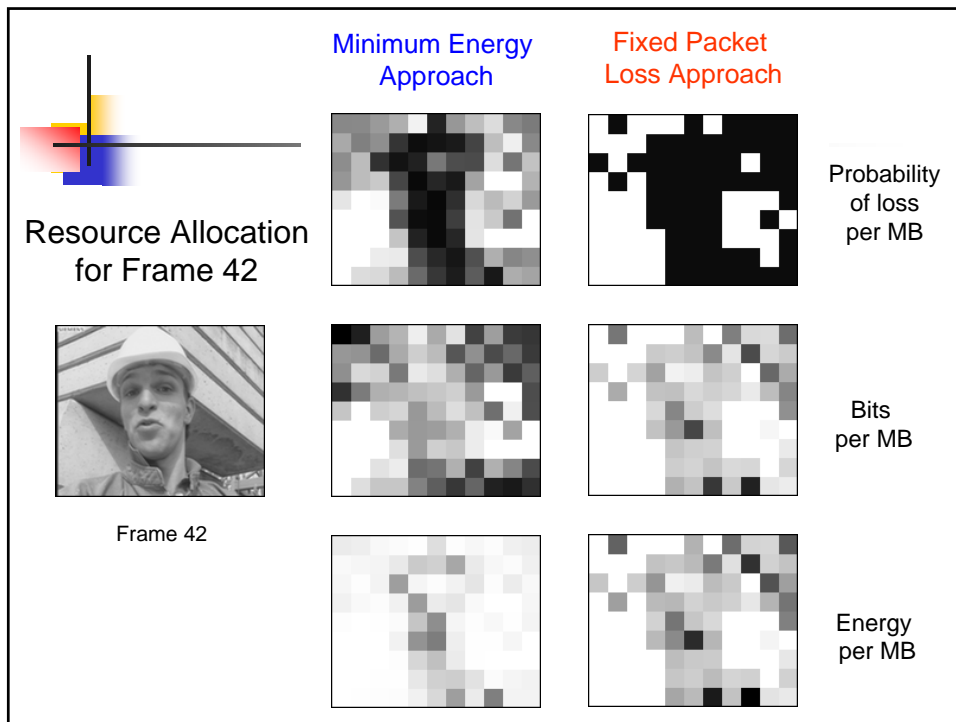 Minimum Energy
Approach
Fixed Packet
Loss Approach
Probability
of loss
per MB
Resource Allocation
for Frame 42
SIEMENS
Bits
per MB
Frame 42
Energy
per MB